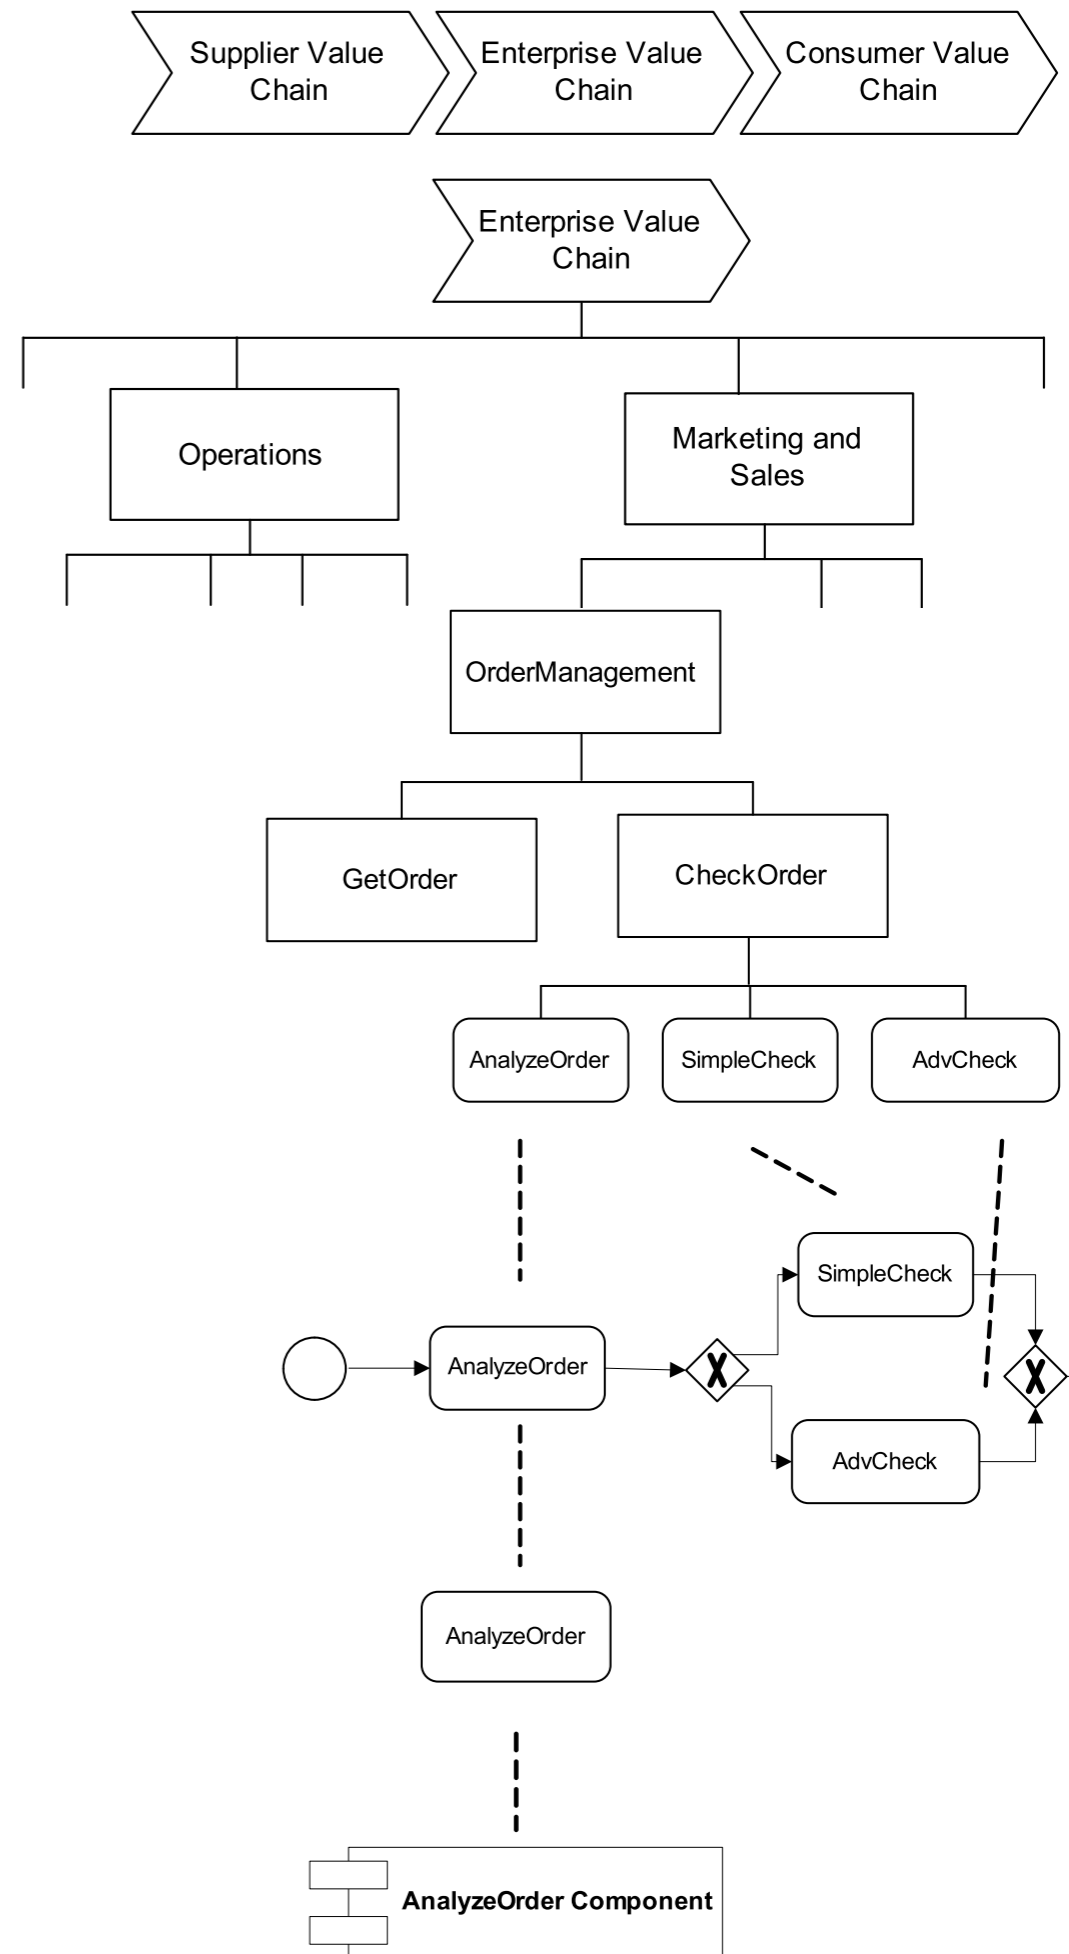 Supplier Value
Chain
Enterprise Value
Chain
Consumer Value
Chain
Enterprise Value
Chain
Operations
Marketing and
Sales
OrderManagement
GetOrder
CheckOrder
AnalyzeOrder
SimpleCheck
AdvCheck
SimpleCheck
AnalyzeOrder
X
X
AdvCheck
AnalyzeOrder
AnalyzeOrder Component